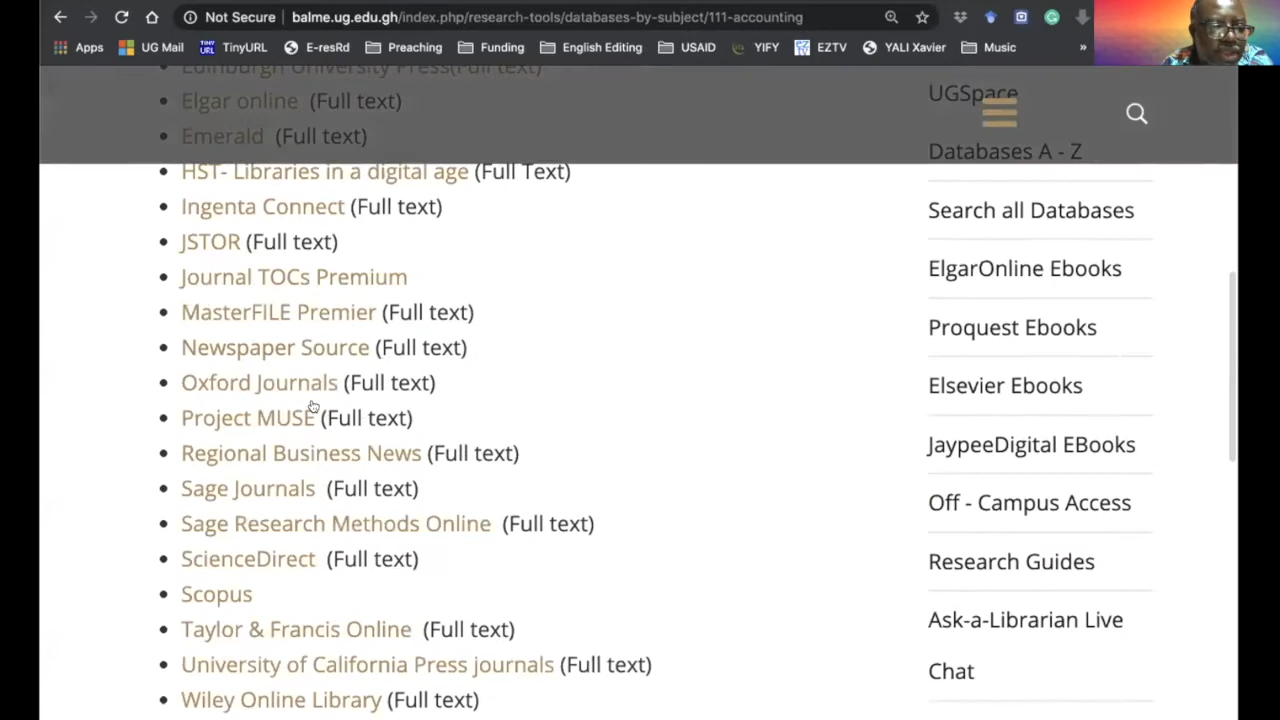 Not Secure | balme.ug.edu.gh/index.php/research-tools/databases-by-subject/111-accounting
Apps UG Mail TinyURL E-resRd Preaching Funding English Editing USAID YIFY EZTV YALI Xavier Music »
Edinburgh University Press(Full text)
Elgar online (Full text)
Emerald (Full text)
HST- Libraries in a digital age (Full Text)
Ingenta Connect (Full text)
JSTOR (Full text)
Journal TOCs Premium
MasterFILE Premier (Full text)
Newspaper Source (Full text)
Oxford Journals (Full text)
Project MUSE (Full text)
Regional Business News (Full text)
Sage Journals (Full text)
Sage Research Methods Online (Full text)
ScienceDirect (Full text)
Scopus
Taylor & Francis Online (Full text)
University of California Press journals (Full text)
Wiley Online Library (Full text)
UGSpace
Databases A - Z
Search all Databases
ElgarOnline Ebooks
Proquest Ebooks
Elsevier Ebooks
JaypeeDigital EBooks
Off - Campus Access
Research Guides
Ask-a-Librarian Live
Chat